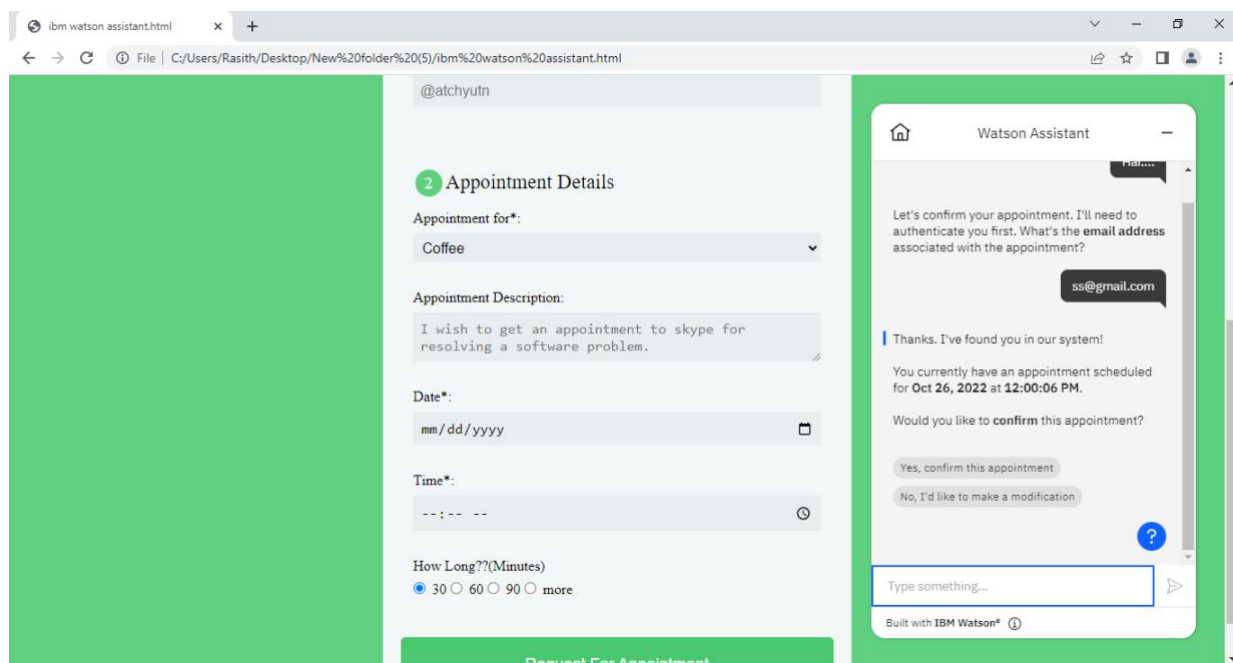 ibm watson assistant.html
File | C:/Users/Rasith/Desktop/New%20folder%20(5)/ibm%20watson%20assistant.html
@atchyutn
2 Appointment Details
Appointment for*:
Coffee
Appointment Description:
I wish to get an appointment to skype for
resolving a software problem.
Date*:
mm/dd/yyyy
Time*:
--:-- --
How Long??(Minutes)
30 60 90 more
Request For Appointment
Watson Assistant
Hai....
Let's confirm your appointment. I'll need to
authenticate you first. What's the email address
associated with the appointment?
ss@gmail.com
Thanks. I've found you in our system!
You currently have an appointment scheduled
for Oct 26, 2022 at 12:00:06 PM.
Would you like to confirm this appointment?
Yes, confirm this appointment
No, I'd like to make a modification
?
Type something...
Built with IBM Watson®